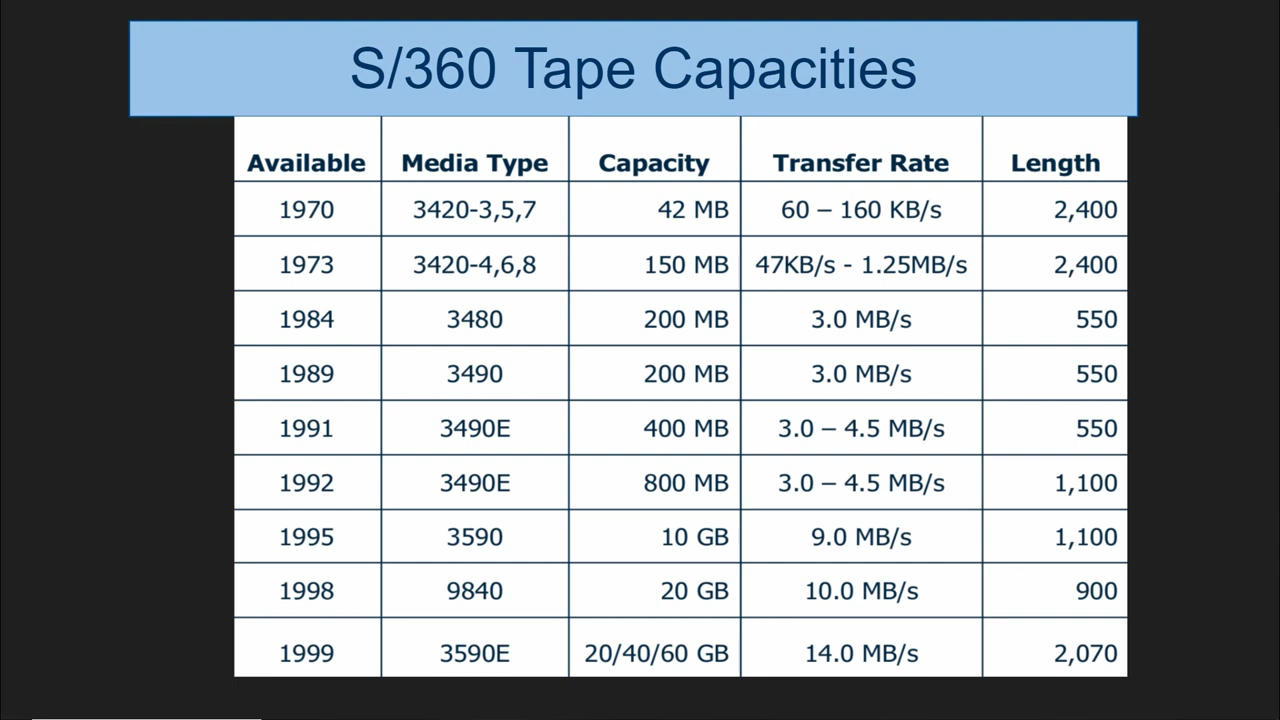 S/360 Tape Capacities
Available Media Type Capacity Transfer Rate Length
1970 3420-3,5,7 42 MB 60 – 160 KB/s 2,400
1973 3420-4,6,8 150 MB 47KB/s - 1.25MB/s 2,400
1984 3480 200 MB 3.0 MB/s 550
1989 3490 200 MB 3.0 MB/s 550
1991 3490E 400 MB 3.0 – 4.5 MB/s 550
1992 3490E 800 MB 3.0 – 4.5 MB/s 1,100
1995 3590 10 GB 9.0 MB/s 1,100
1998 9840 20 GB 10.0 MB/s 900
1999 3590E 20/40/60 GB 14.0 MB/s 2,070